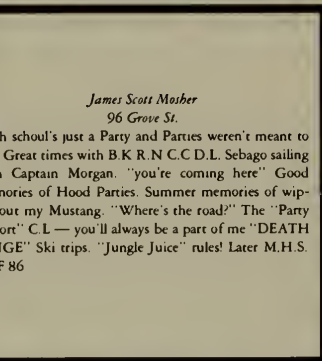 James Scott Mosher
96 Grove St.
h schoul's just a Party and Parties weren't meant to
Great times with B.K R.N C.C D.L. Sebago sailing
Captain Morgan. "you're coming here" Good
nories of Hood Parties. Summer memories of wip-
out my Mustang. "Where's the road?" The "Party
ort" C.L — you'll always be a part of me "DEATH
NGE" Ski trips. "Jungle Juice" rules! Later M.H.S.
F 86